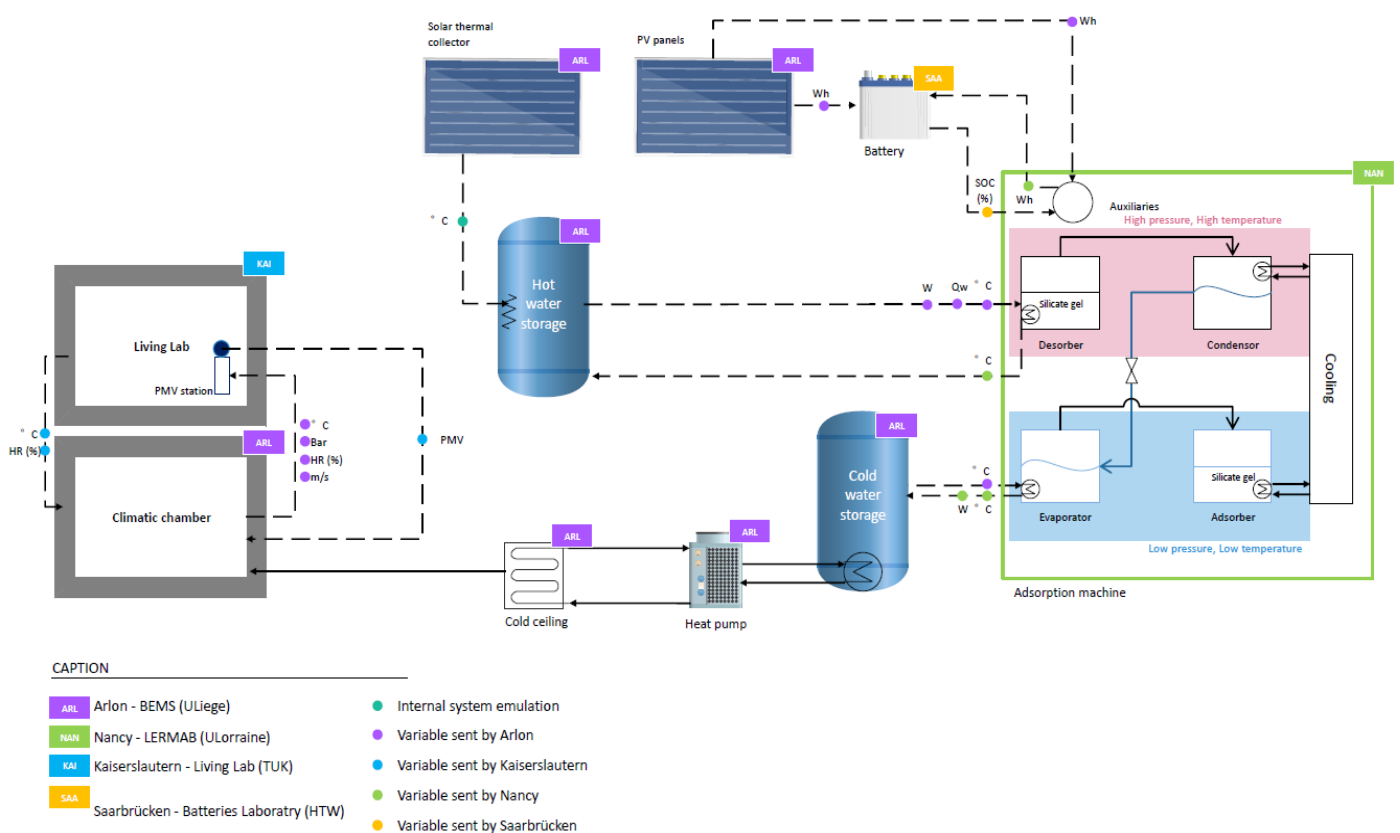 Solar thermal
collector
ARL
PV panels
ARL
Wh
Wh
SAA
Battery
SOC
(%)
Wh
NAN
Auxiliaries
High pressure, High temperature
° C
ARL
Hot
water
storage
W
Qw
° C
Silicate gel
Desorber
Condensor
Cooling
° C
KAI
Living Lab
PMV station
° C
HR (%)
ARL
° C
Bar
HR (%)
m/s
PMV
Climatic chamber
ARL
Cold
water
storage
° C
W
° C
Evaporator
Silicate gel
Adsorber
Low pressure, Low temperature
ARL
Cold ceiling
ARL
Heat pump
Adsorption machine
CAPTION
ARL Arlon - BEMS (ULiege)
NAN Nancy - LERMAB (ULorraine)
KAI Kaiserslautern - Living Lab (TUK)
SAA Saarbrücken - Batteries Laboratry (HTW)
Internal system emulation
Variable sent by Arlon
Variable sent by Kaiserslautern
Variable sent by Nancy
Variable sent by Saarbrücken